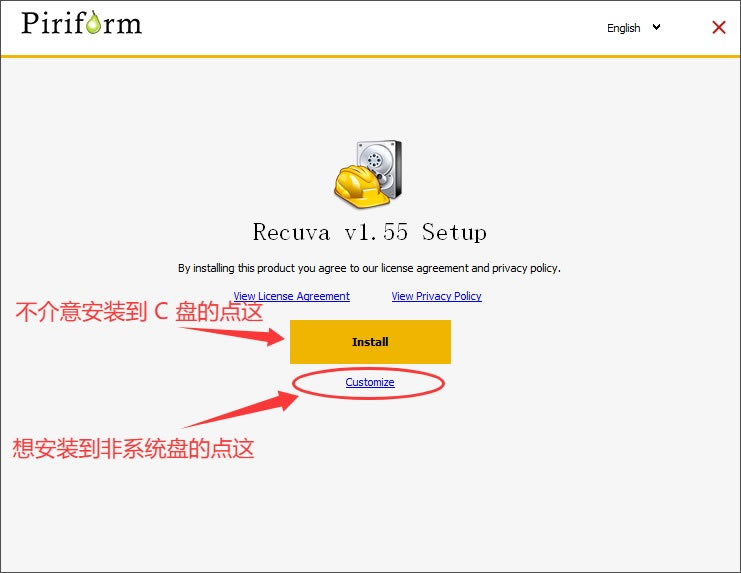 Piriform
English
Recuva v1.55 Setup
By installing this product you agree to our license agreement and privacy policy.
View License Agreement View Privacy Policy
不介意安装到 C 盘的点这
Install
Customize
想安装到非系统盘的点这